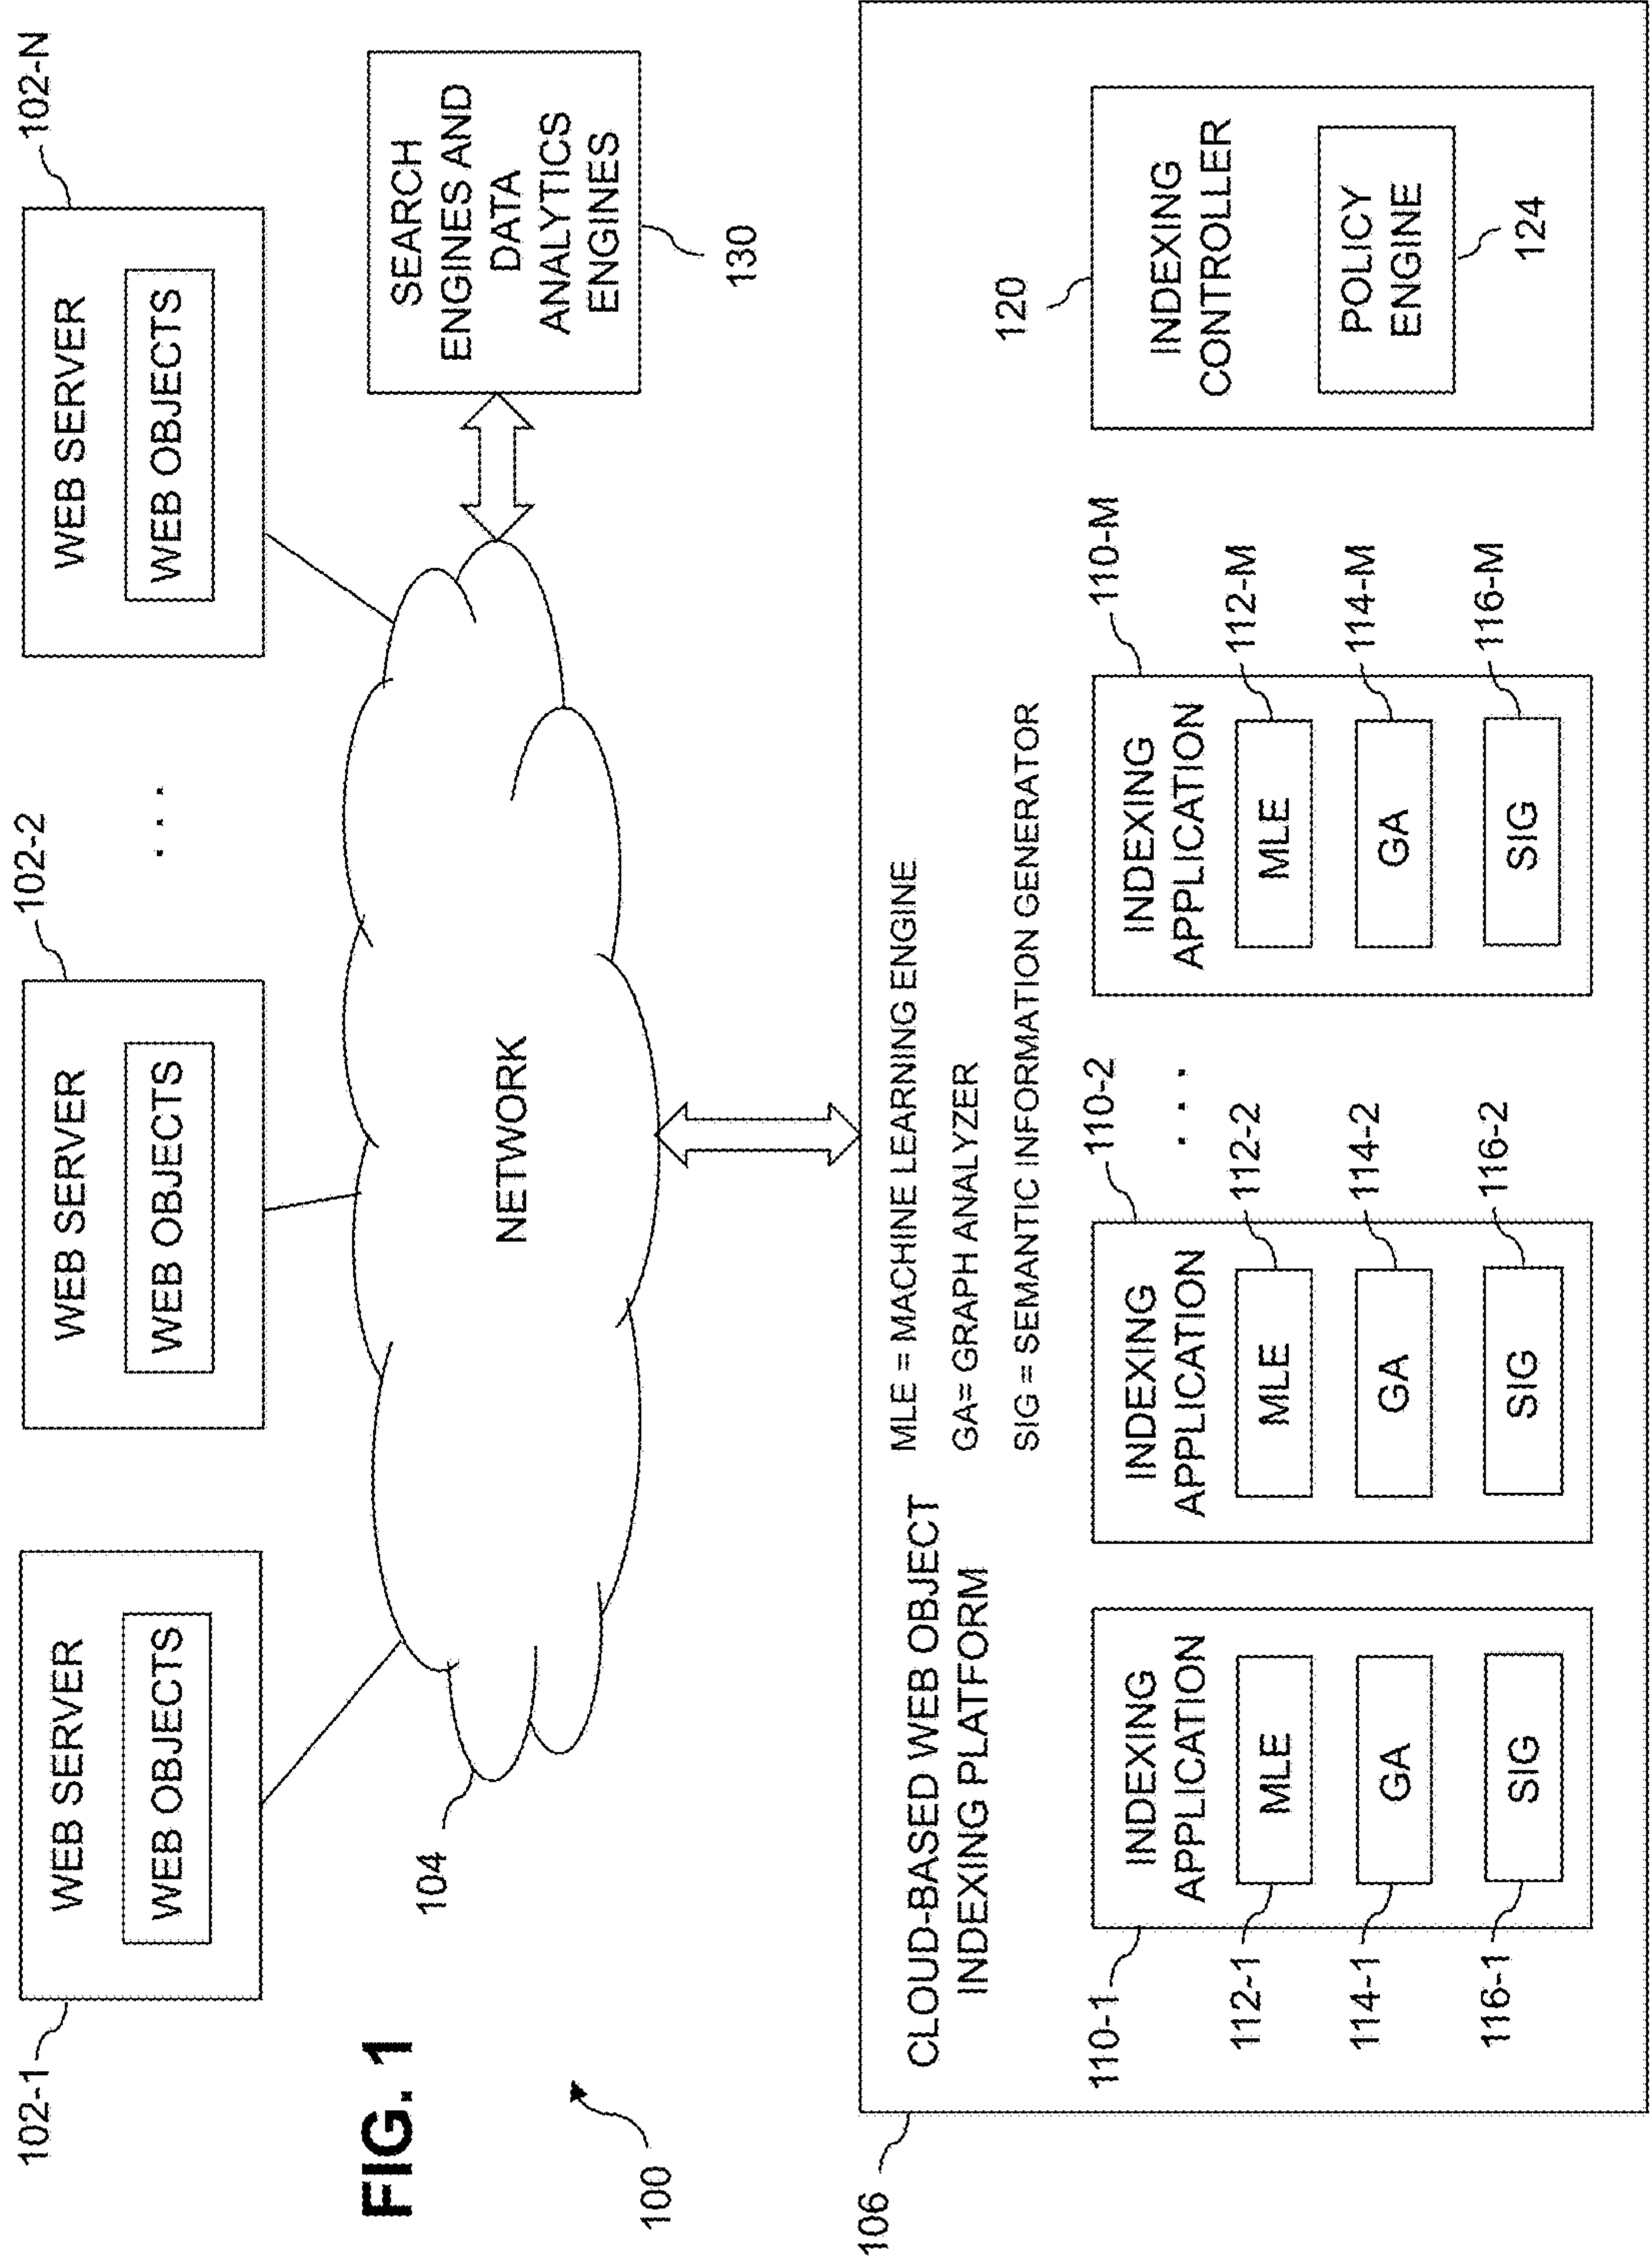 102-1
102-2
102-N
WEB SERVER
WEB OBJECTS
WEB SERVER
WEB OBJECTS
. . .
WEB SERVER
WEB OBJECTS
FIG. 1
100
104
NETWORK
SEARCH
ENGINES AND
DATA
ANALYTICS
ENGINES
130
106
CLOUD-BASED WEB OBJECT
INDEXING PLATFORM
MLE = MACHINE LEARNING ENGINE
GA= GRAPH ANALYZER
SIG = SEMANTIC INFORMATION GENERATOR
110-1
INDEXING
APPLICATION
112-1
MLE
114-1
GA
116-1
SIG
110-2
INDEXING
APPLICATION
MLE
112-2
GA
114-2
SIG
116-2
. . .
110-M
INDEXING
APPLICATION
MLE
112-M
GA
114-M
SIG
116-M
120
INDEXING
CONTROLLER
POLICY
ENGINE
124